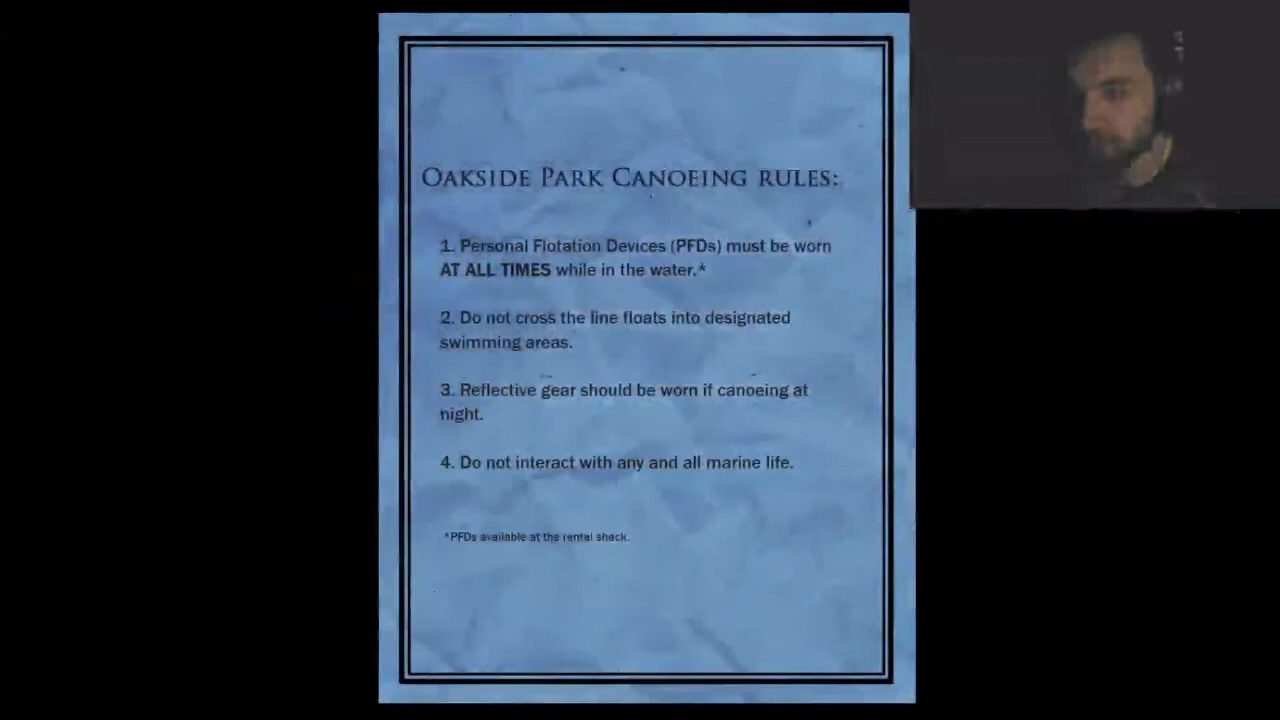 OAKSIDE PARK CANOEING RULES:
1. Personal Flotation Devices (PFDs) must be worn
AT ALL TIMES while in the water.*
2. Do not cross the line floats into designated
swimming areas.
3. Reflective gear should be worn if canoeing at
night.
4. Do not interact with any and all marine life.
*PFDs available at the rental shack.